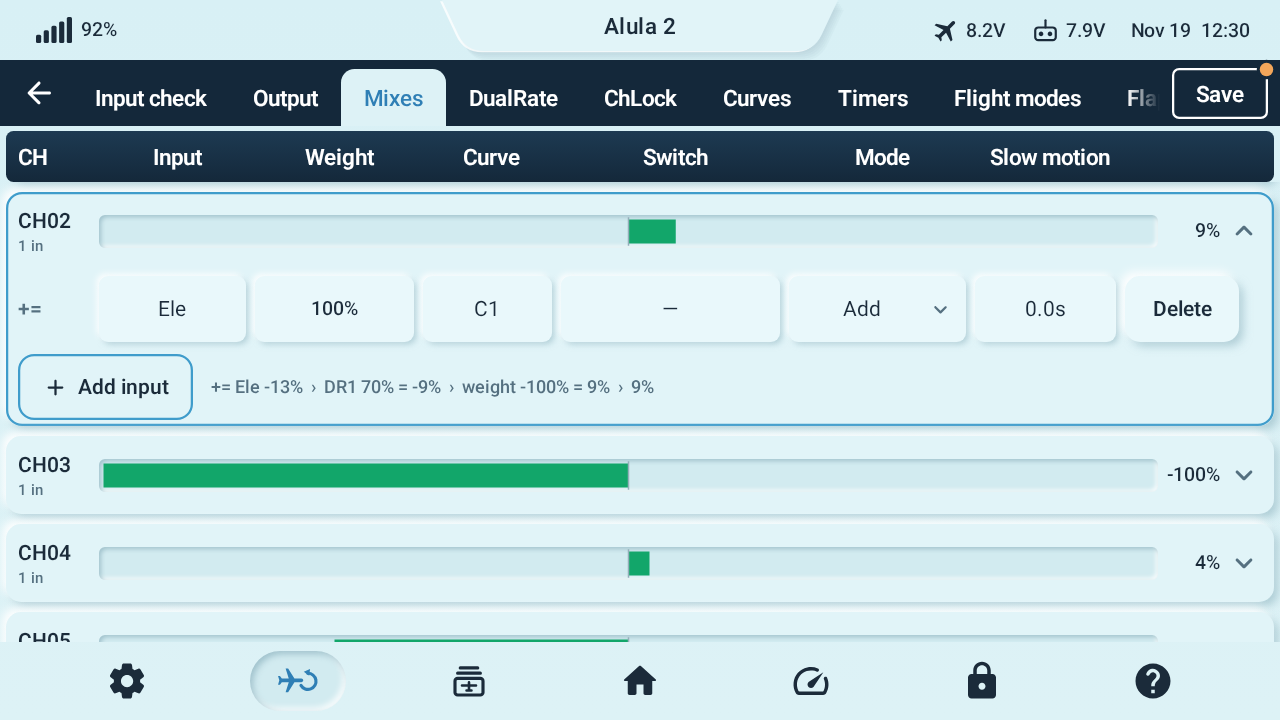 92%
Alula 2
8.2V
7.9V
Nov 19 12:30
Input check
Output
Mixes
DualRate
ChLock
Curves
Timers
Flight modes
Fla
Save
CH
Input
Weight
Curve
Switch
Mode
Slow motion
CH02
1 in
9%
+=
Ele
100%
C1
—
Add
0.0s
Delete
+ Add input
+= Ele -13% › DR1 70% = -9% › weight -100% = 9% › 9%
CH03
1 in
-100%
CH04
1 in
4%
CH05